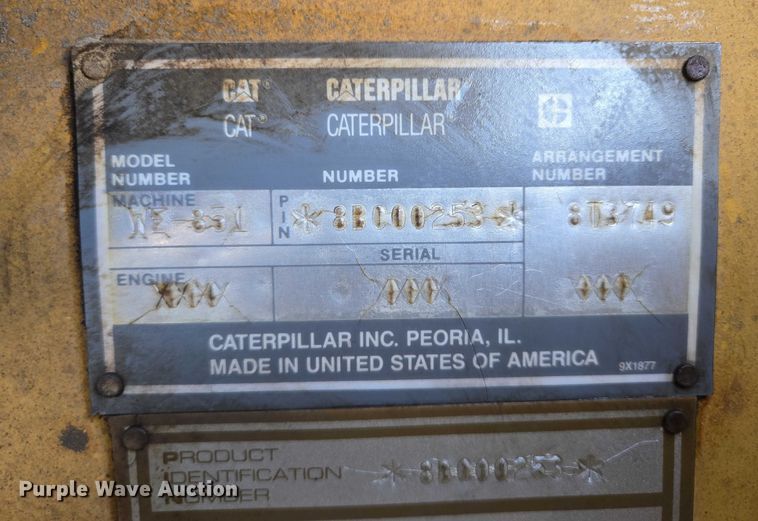 CAT® CATERPILLAR®
CAT® CATERPILLAR®
MODEL NUMBER
NUMBER
ARRANGEMENT NUMBER
MACHINE
PIN
SERIAL
ENGINE XXX
CATERPILLAR INC. PEORIA, IL.
MADE IN UNITED STATES OF AMERICA
9X1877
PRODUCT
IDENTIFICATION
NUMBER
Purple Wave Auction